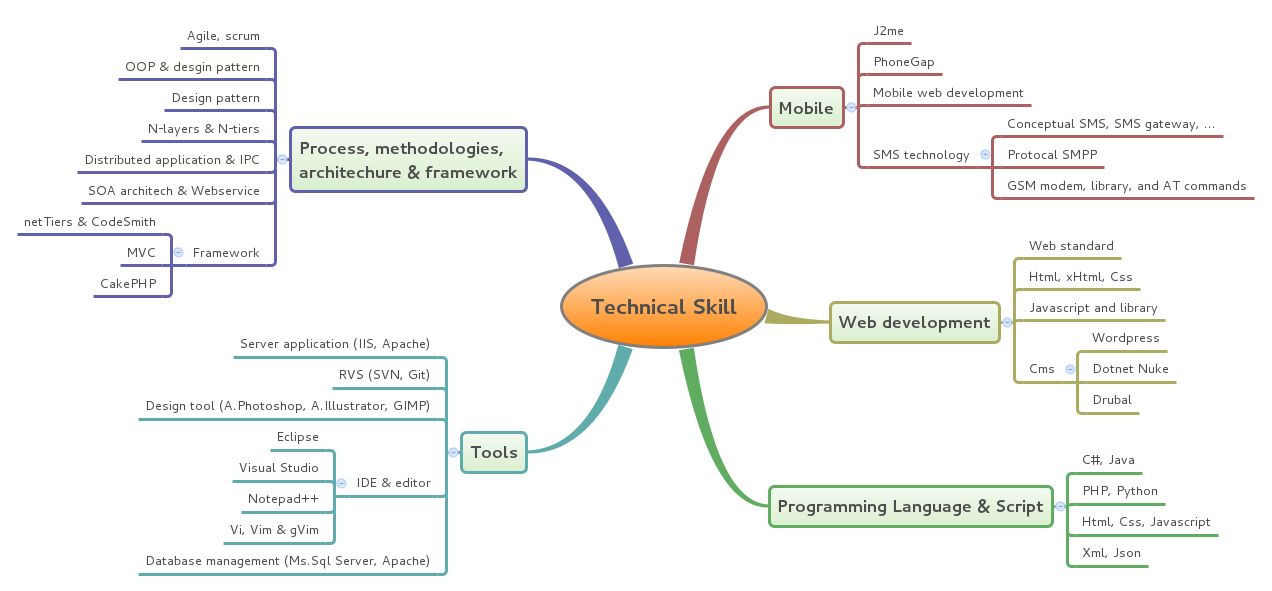 Technical Skill
Process, methodologies,
architechure & framework
Agile, scrum
OOP & desgin pattern
Design pattern
N-layers & N-tiers
Distributed application & IPC
SOA architech & Webservice
Framework
netTiers & CodeSmith
MVC
CakePHP
Tools
Server application (IIS, Apache)
RVS (SVN, Git)
Design tool (A.Photoshop, A.Illustrator, GIMP)
IDE & editor
Eclipse
Visual Studio
Notepad++
Vi, Vim & gVim
Database management (Ms.Sql Server, Apache)
Mobile
J2me
PhoneGap
Mobile web development
SMS technology
Conceptual SMS, SMS gateway, ...
Protocal SMPP
GSM modem, library, and AT commands
Web development
Web standard
Html, xHtml, Css
Javascript and library
Cms
Wordpress
Dotnet Nuke
Drubal
Programming Language & Script
C#, Java
PHP, Python
Html, Css, Javascript
Xml, Json